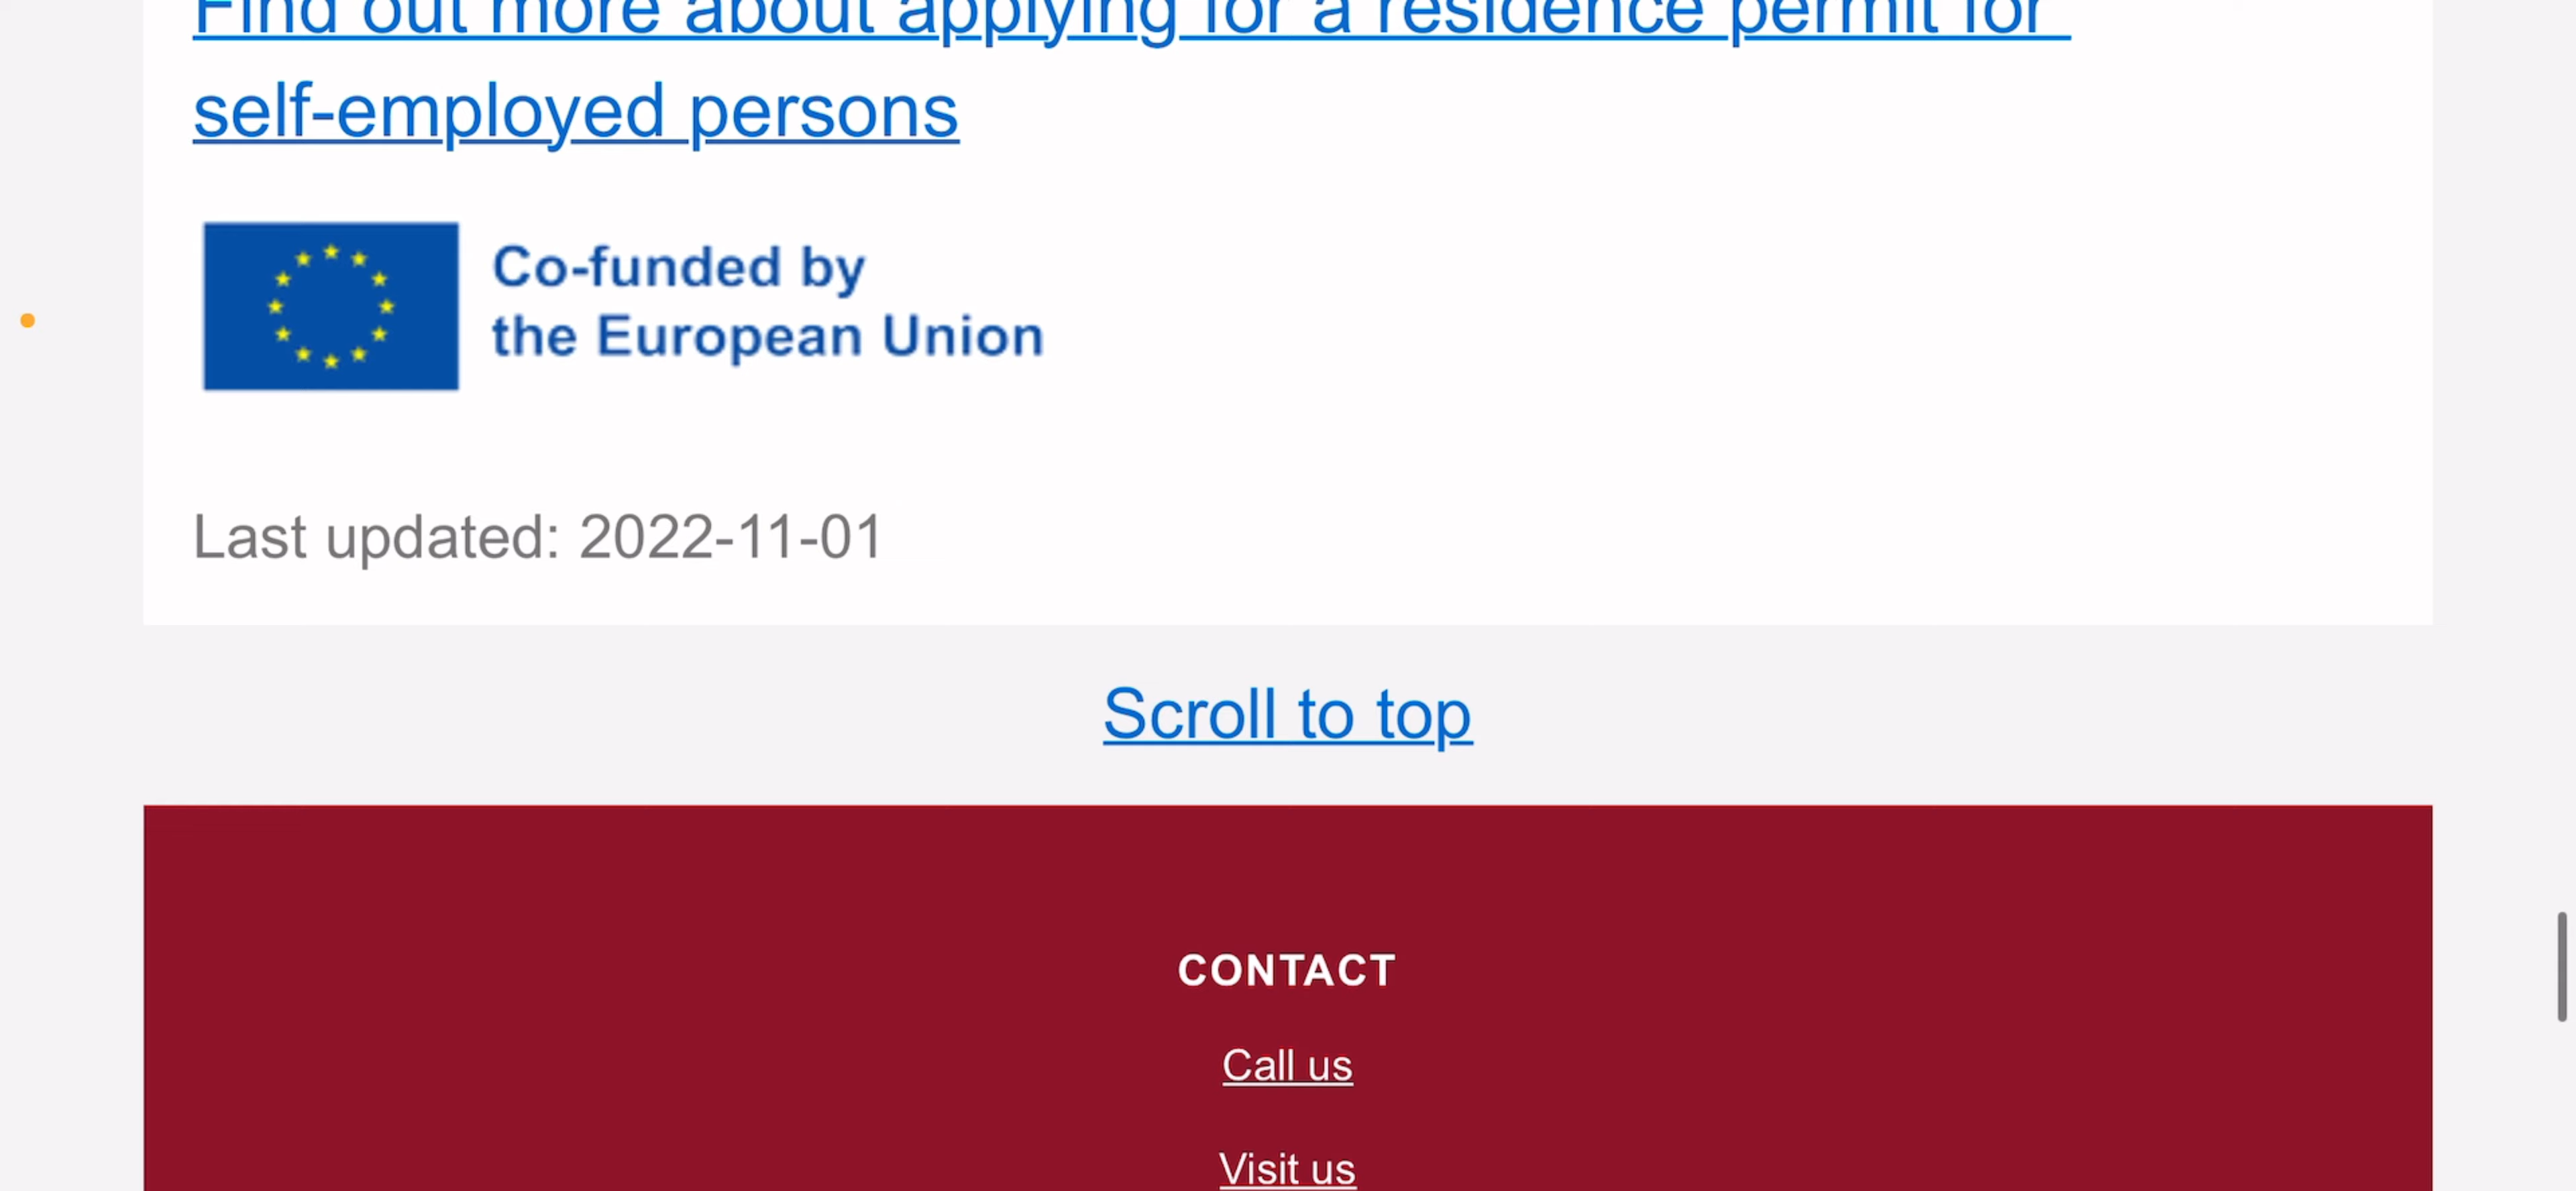 Find out more about applying for a residence permit for
self-employed persons
Co-funded by
the European Union
Last updated: 2022-11-01
Scroll to top
CONTACT
Call us
Visit us